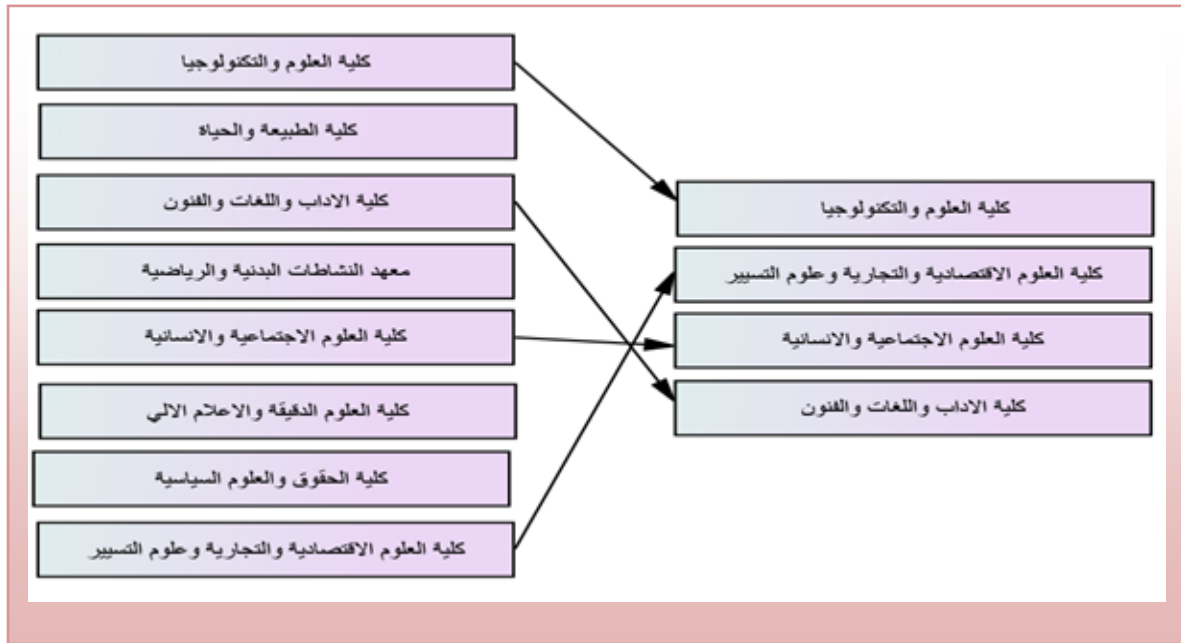 كلية العلوم والتكنولوجيا
كلية الطبيعة والحياة
كلية الاداب واللغات والفنون
معهد النشاطات البدنية والرياضية
كلية العلوم الاجتماعية والانسانية
كلية العلوم الدقيقة والاعلام الالي
كلية الحقوق والعلوم السياسية
كلية العلوم الاقتصادية والتجارية وعلوم التسيير
كلية العلوم والتكنولوجيا
كلية العلوم الاقتصادية والتجارية وعلوم التسيير
كلية العلوم الاجتماعية والانسانية
كلية الاداب واللغات والفنون